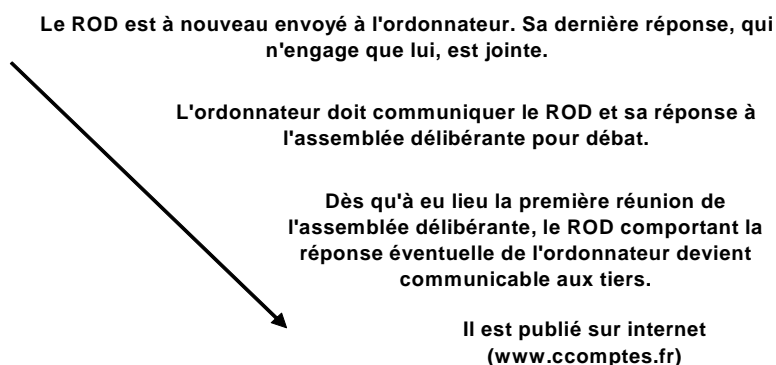 Le ROD est à nouveau envoyé à l'ordonnateur. Sa dernière réponse, qui
n'engage que lui, est jointe.
L'ordonnateur doit communiquer le ROD et sa réponse à
l'assemblée délibérante pour débat.
Dès qu'à eu lieu la première réunion de
l'assemblée délibérante, le ROD comportant la
réponse éventuelle de l'ordonnateur devient
communicable aux tiers.
Il est publié sur internet
(www.ccomptes.fr)